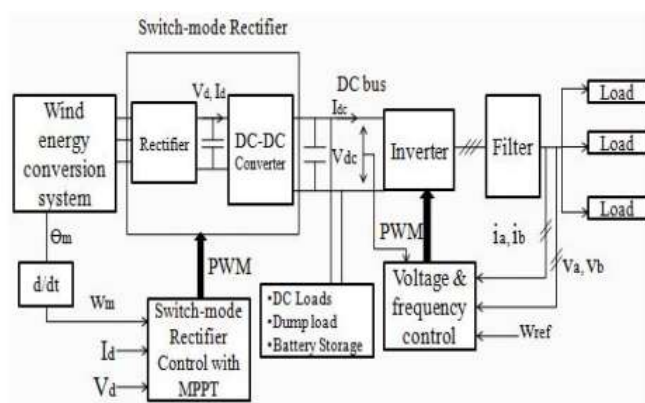 Switch-mode Rectifier
Wind
energy
conversion
system
Rectifier
Vd, Id
DC-DC
Converter
DC bus
Idc
Vdc
Inverter
Filter
Load
Load
Load
θm
d/dt
Wm
Id
Vd
PWM
Switch-mode
Rectifier
Control with
MPPT
•DC Loads
•Dump load
•Battery Storage
PWM
Voltage &
frequency
control
ia, ib
Va, Vb
Wref